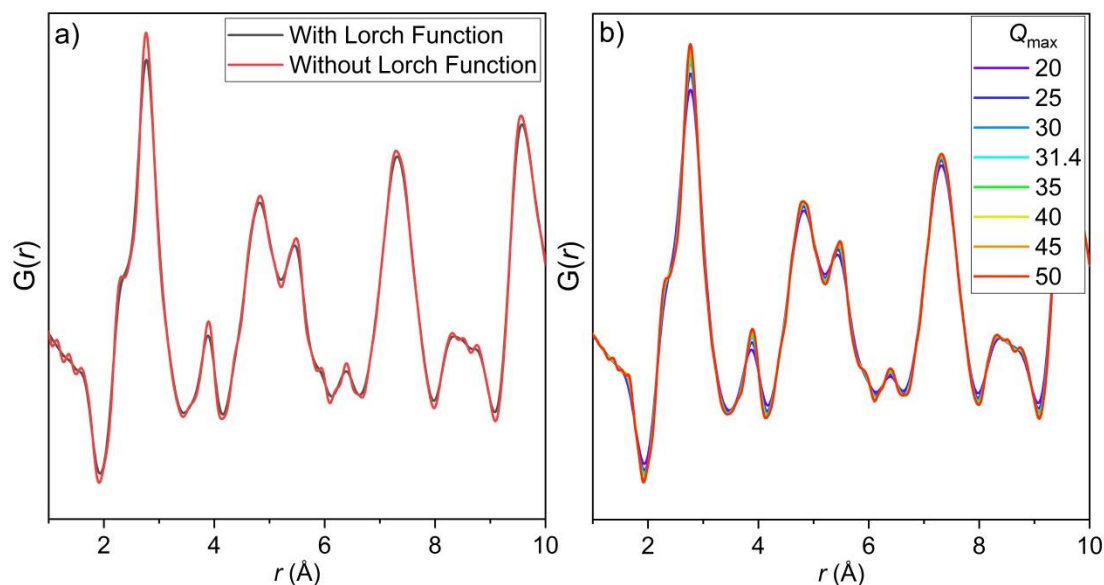 a)
With Lorch Function
Without Lorch Function
G(r)
2 4 6 8 10
r (Å)
b)
Qmax
20
25
30
31.4
35
40
45
50
G(r)
2 4 6 8 10
r (Å)